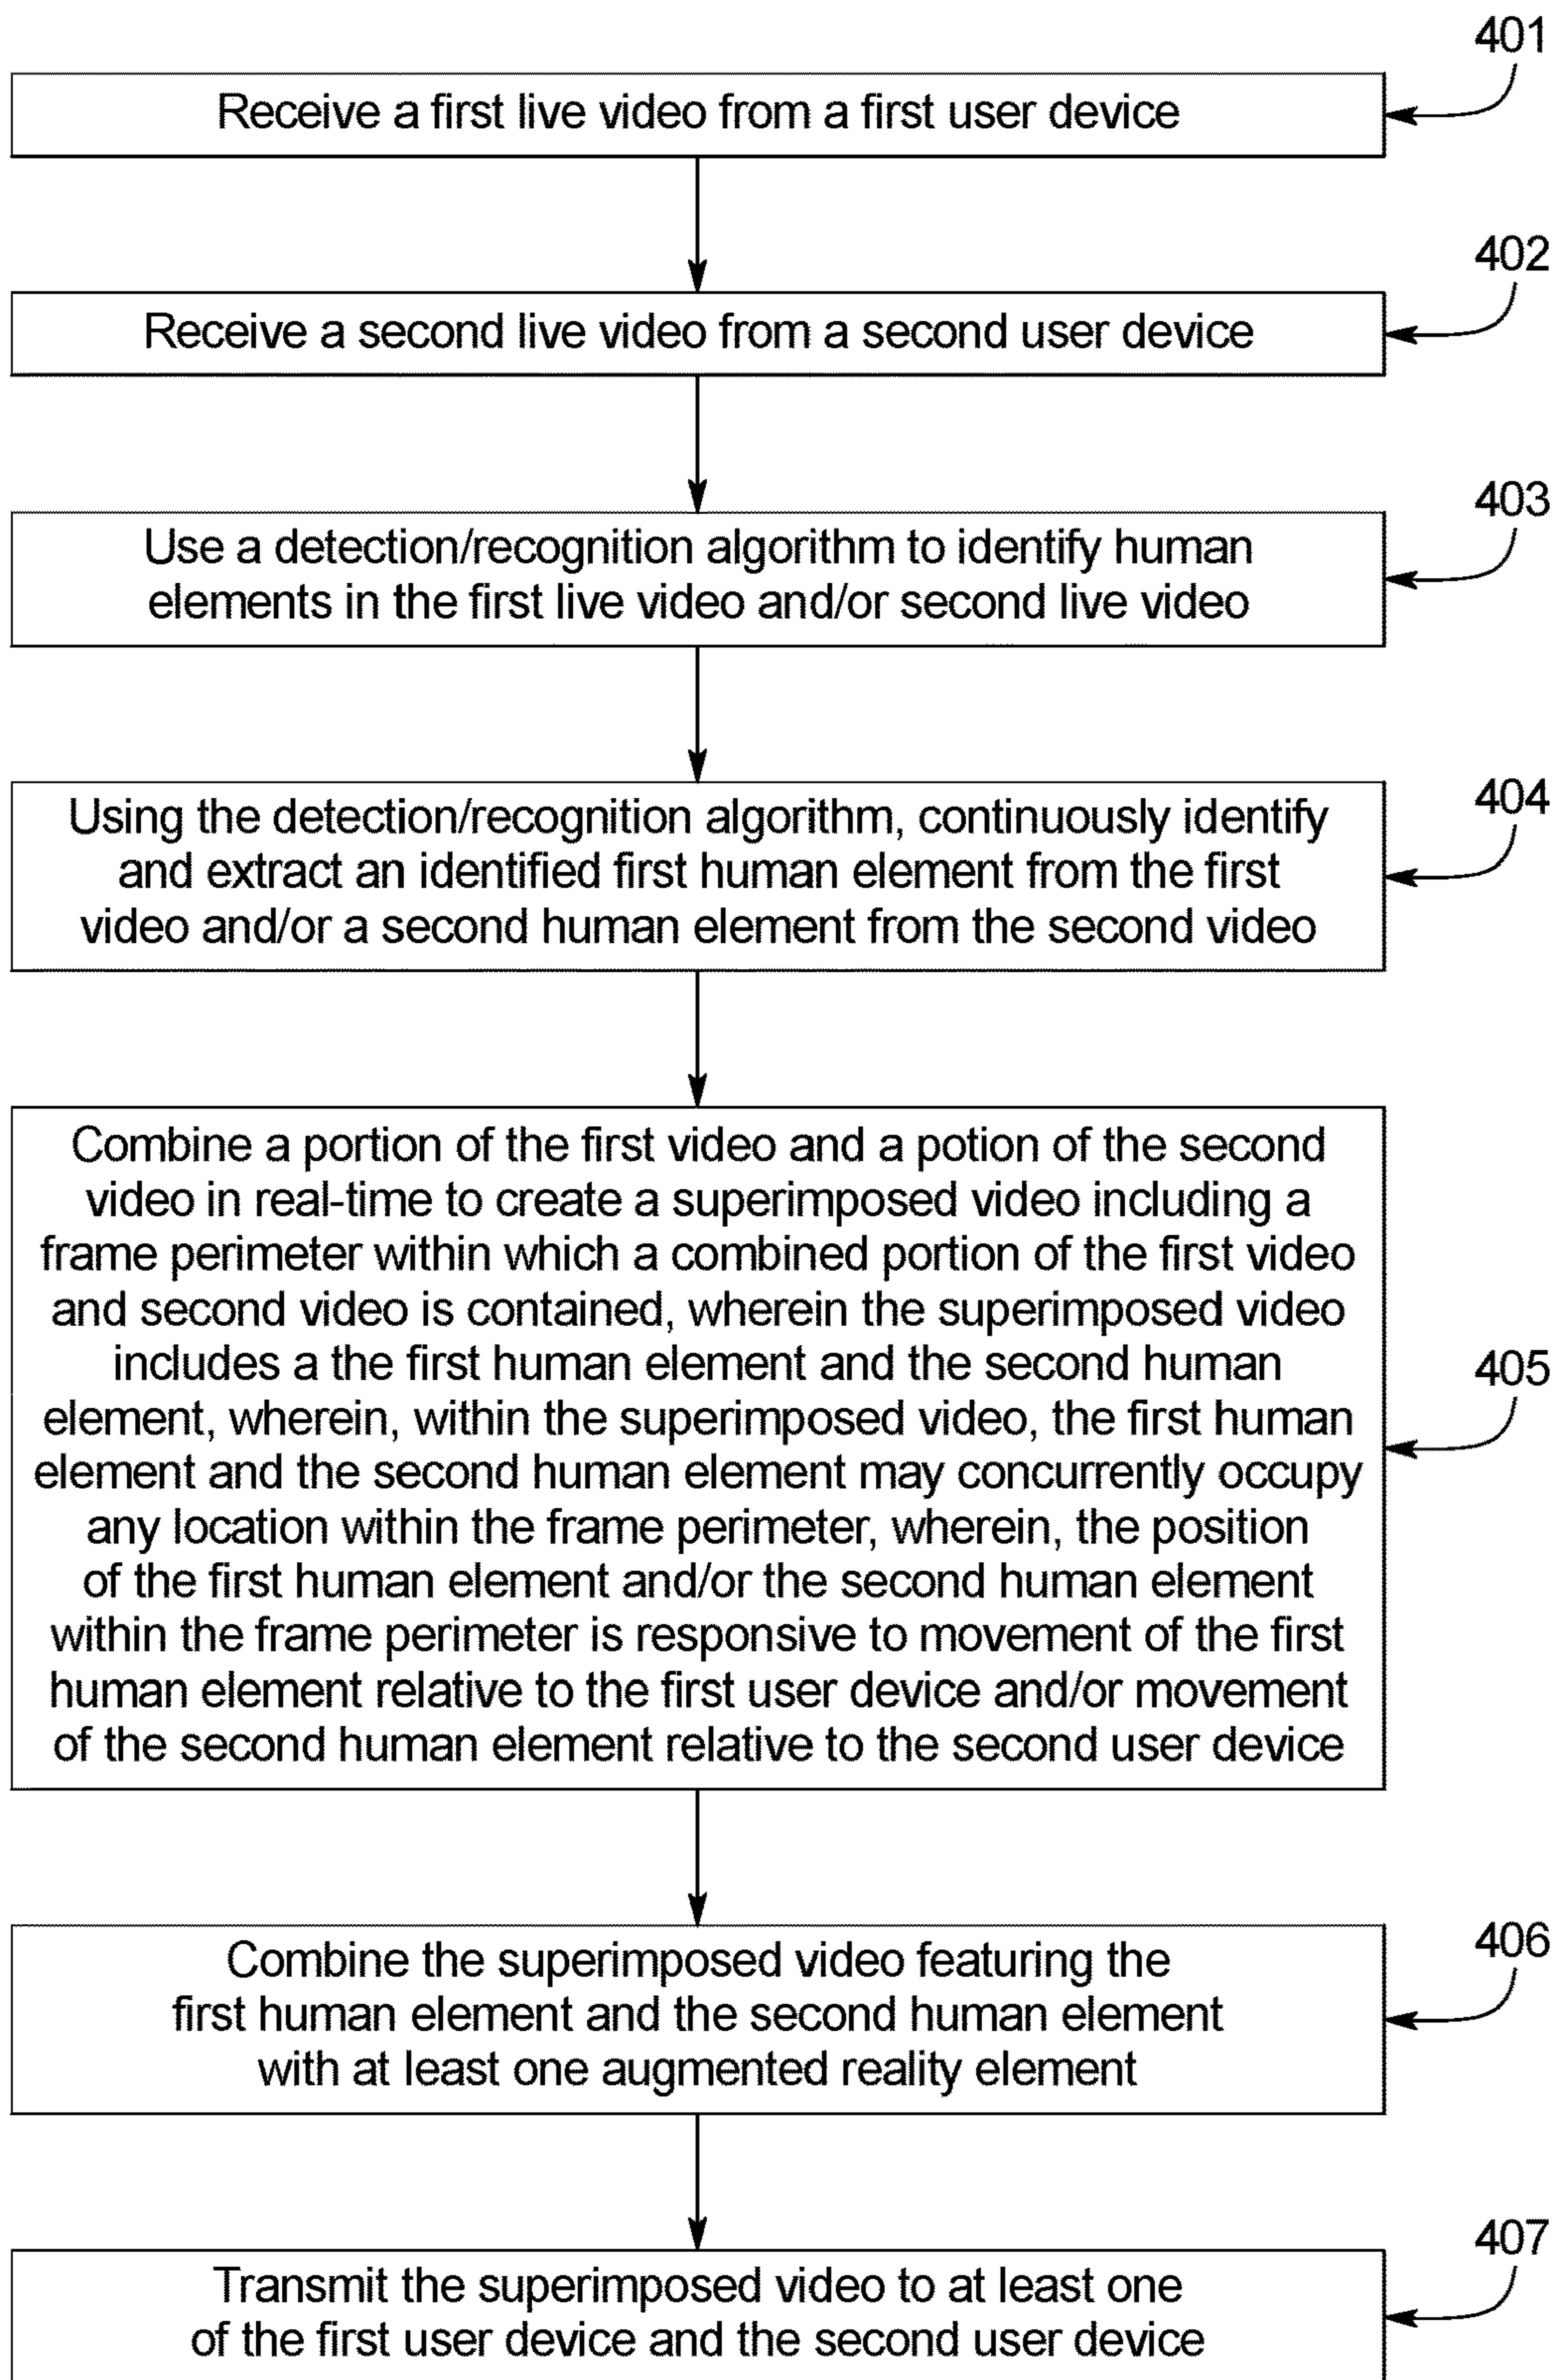 401
Receive a first live video from a first user device
402
Receive a second live video from a second user device
403
Use a detection/recognition algorithm to identify human
elements in the first live video and/or second live video
404
Using the detection/recognition algorithm, continuously identify
and extract an identified first human element from the first
video and/or a second human element from the second video
Combine a portion of the first video and a potion of the second
video in real-time to create a superimposed video including a
frame perimeter within which a combined portion of the first video
and second video is contained, wherein the superimposed video
includes a the first human element and the second human
405
element, wherein, within the superimposed video, the first human
element and the second human element may concurrently occupy
any location within the frame perimeter, wherein, the position
of the first human element and/or the second human element
within the frame perimeter is responsive to movement of the first
human element relative to the first user device and/or movement
of the second human element relative to the second user device
406
Combine the superimposed video featuring the
first human element and the second human element
with at least one augmented reality element
407
Transmit the superimposed video to at least one
of the first user device and the second user device